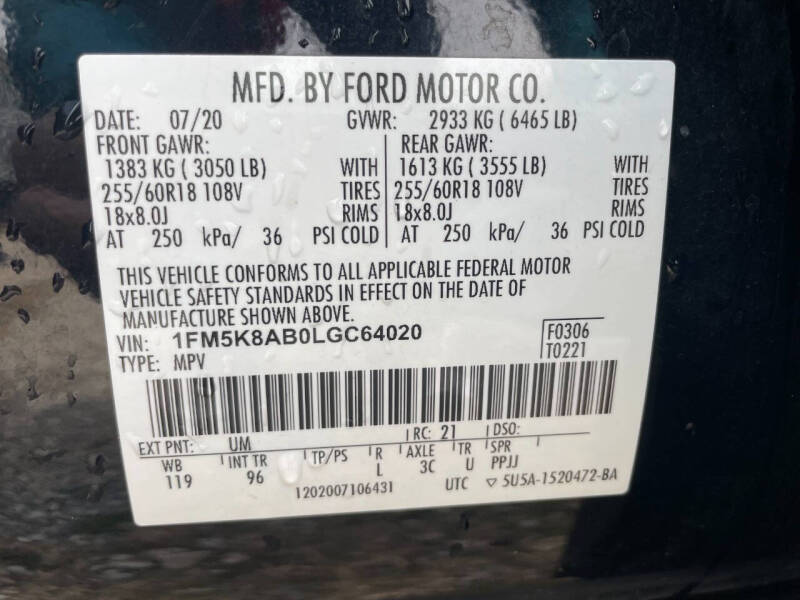 MFD. BY FORD MOTOR CO.
DATE: 07/20 GVWR: 2933 KG ( 6465 LB)
FRONT GAWR: REAR GAWR:
1383 KG ( 3050 LB) WITH 1613 KG ( 3555 LB) WITH
255/60R18 108V TIRES 255/60R18 108V TIRES
18x8.0J RIMS 18x8.0J RIMS
AT 250 kPa/ 36 PSI COLD AT 250 kPa/ 36 PSI COLD
THIS VEHICLE CONFORMS TO ALL APPLICABLE FEDERAL MOTOR
VEHICLE SAFETY STANDARDS IN EFFECT ON THE DATE OF
MANUFACTURE SHOWN ABOVE.
VIN: 1FM5K8AB0LGC64020 F0306
TYPE: MPV T0221
EXT PNT: UM RC: 21 DSO:
WB INT TR TP/PS R AXLE TR SPR
119 96 L 3C U PPJJ
1202007106431 UTC ▽ 5U5A-1520472-BA